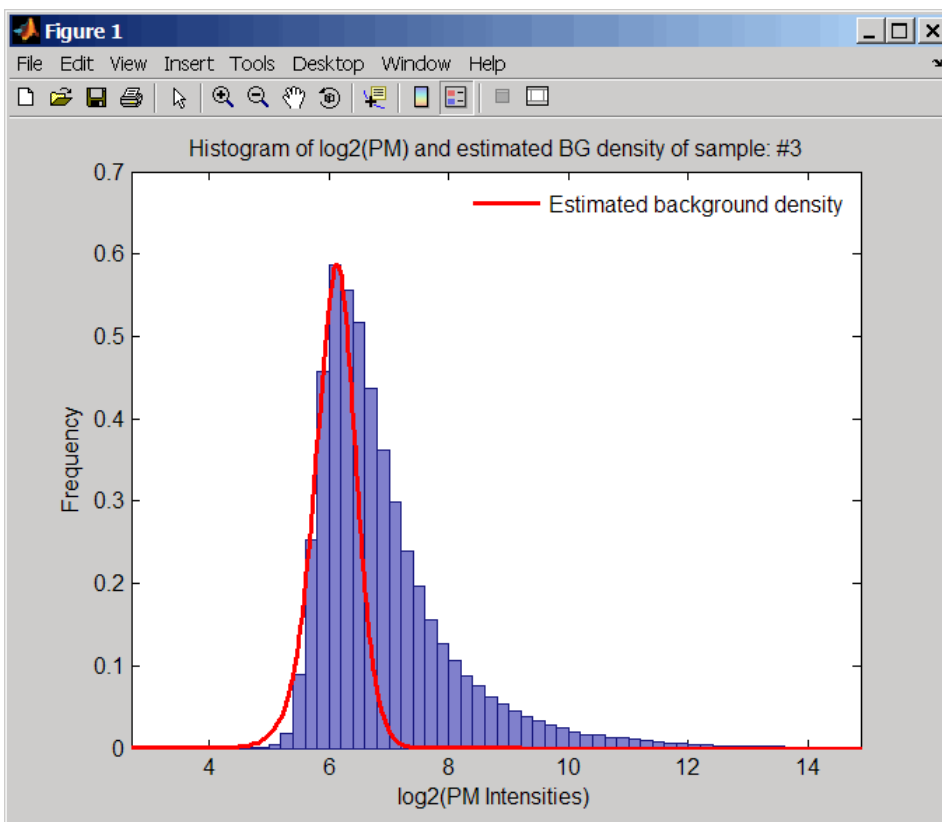 Figure 1
File Edit View Insert Tools Desktop Window Help
Histogram of log2(PM) and estimated BG density of sample: #3
Estimated background density
0.7
0.6
0.5
0.4
0.3
0.2
0.1
0
Frequency
4 6 8 10 12 14
log2(PM Intensities)